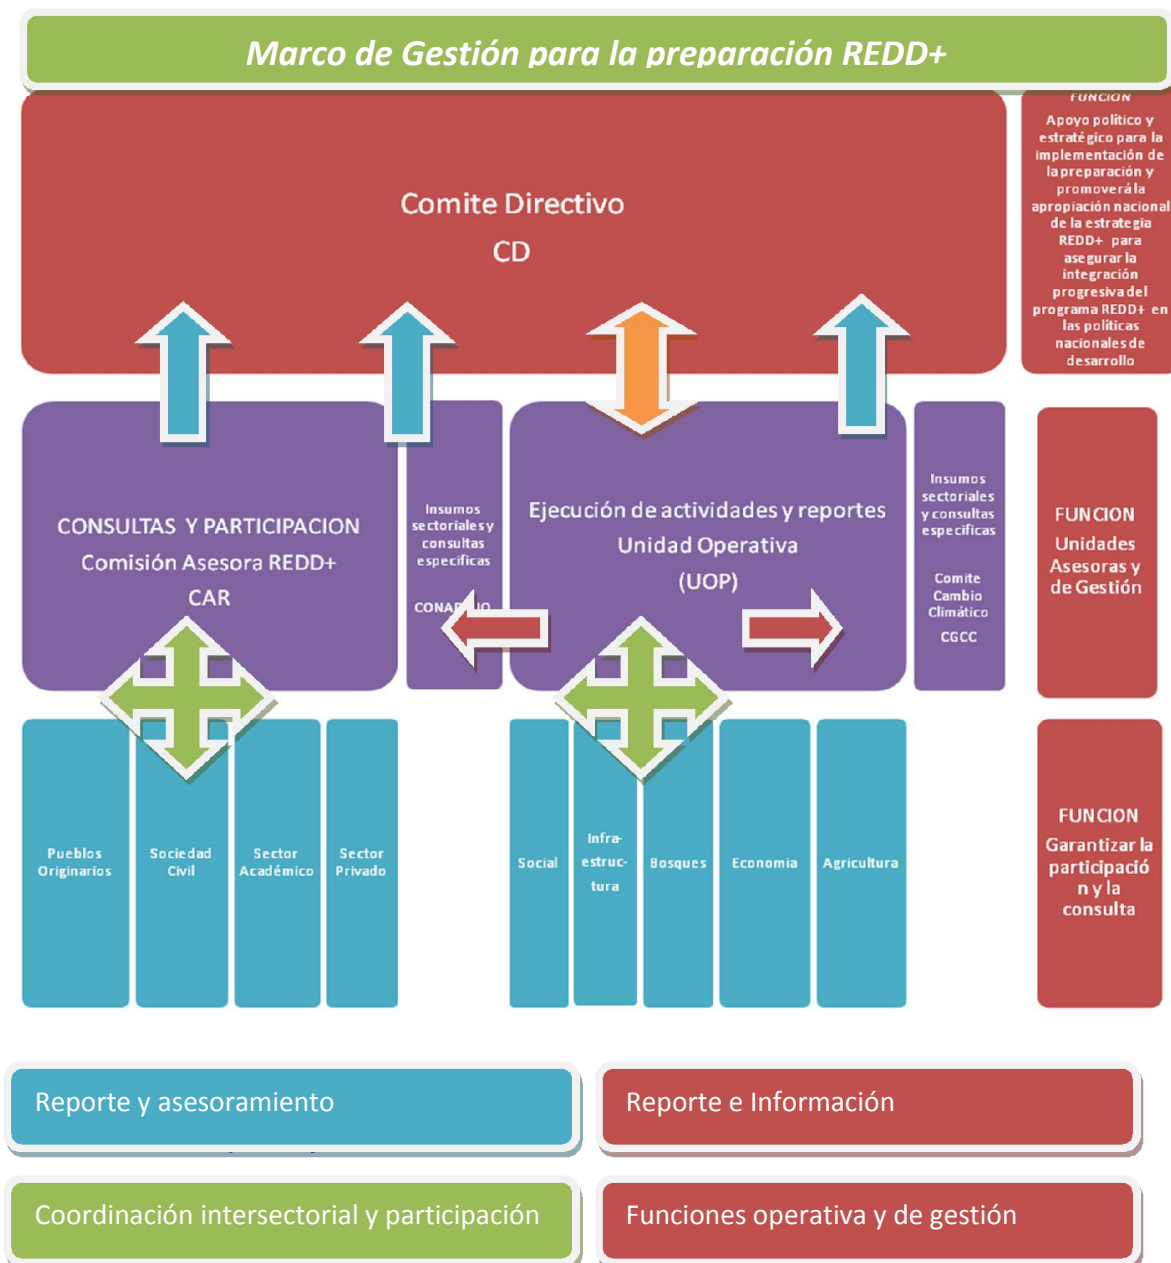 Marco de Gestión para la preparación REDD+
Comite Directivo
CD
FUNCION
Apoyo político y
estratégico para la
implementación de
la preparación y
promoverá la
apropiación nacional
de la estrategia
REDD+ para
asegurar la
integración
progresiva del
programa REDD+ en
las políticas
nacionales de
desarrollo
CONSULTAS Y PARTICIPACION
Comisión Asesora REDD+
CAR
Insumos
sectoriales y
consultas
especificas
Ejecución de actividades y reportes
Unidad Operativa
(UOP)
Insumos
sectoriales
y consultas
especificas
Comite
Cambio
Climático
CGCC
FUNCION
Unidades
Asesoras y
de Gestión
Pueblos
Originarios
Sociedad
Civil
Sector
Académico
Sector
Privado
Social
Infra-
estruc-
tura
Bosques
Economia
Agricultura
FUNCION
Garantizar la
participació
n y la
consulta
Reporte y asesoramiento
Reporte e Información
Coordinación intersectorial y participación
Funciones operativa y de gestión